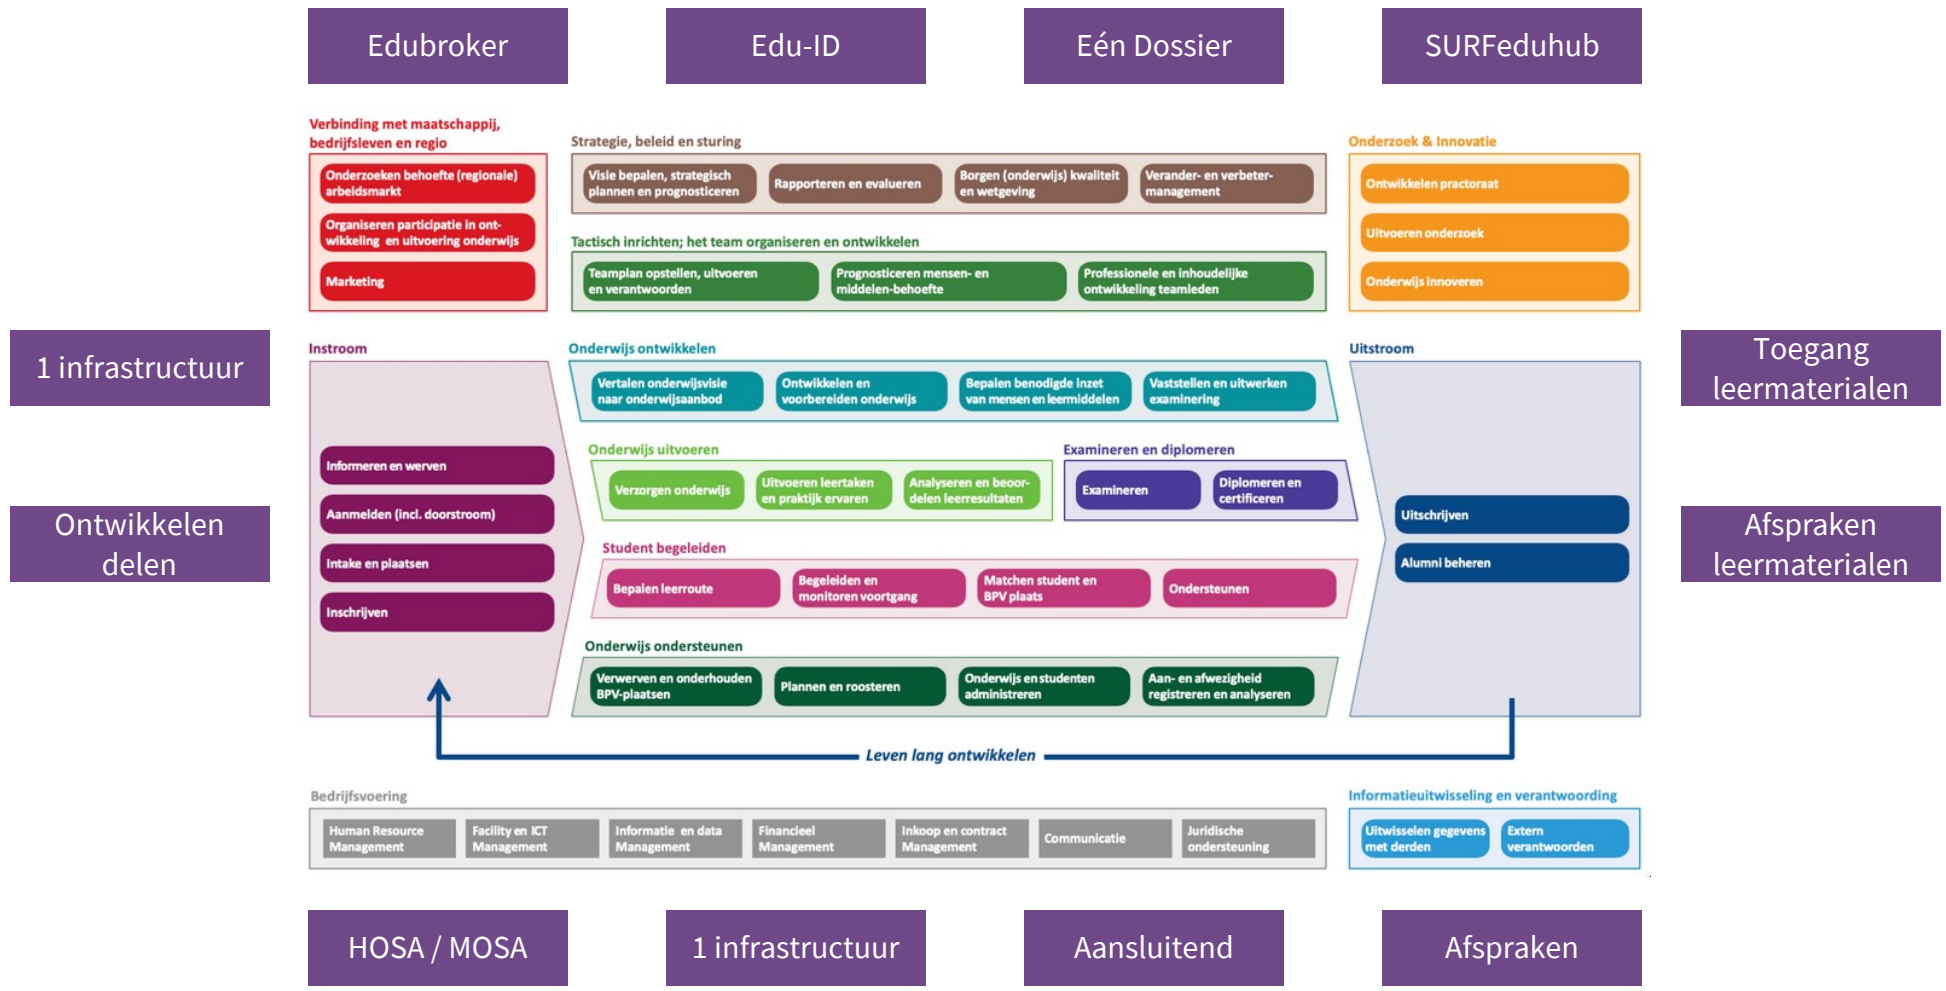 Edubroker
Edu-ID
Eén Dossier
SURFeduhub
Verbinding met maatschappij,
bedrijfsleven en regio
Onderzoeken behoefte (regionale)
arbeidsmarkt
Organiseren participatie in ont-
wikkeling en uitvoering onderwijs
Marketing
Strategie, beleid en sturing
Visie bepalen, strategisch
plannen en prognosticeren
Rapporteren en evalueren
Borgen (onderwijs) kwaliteit
en wetgeving
Verander- en verbeter-
management
Tactisch inrichten; het team organiseren en ontwikkelen
Teamplan opstellen, uitvoeren
en verantwoorden
Prognosticeren mensen- en
middelen-behoefte
Professionele en inhoudelijke
ontwikkeling teamleden
Onderzoek & Innovatie
Ontwikkelen practoraat
Uitvoeren onderzoek
Onderwijs innoveren
1 infrastructuur
Ontwikkelen
delen
Instroom
Informeren en werven
Aanmelden (incl. doorstroom)
Intake en plaatsen
Inschrijven
Onderwijs ontwikkelen
Vertalen onderwijsvisie
naar onderwijsaanbod
Ontwikkelen en
voorbereiden onderwijs
Bepalen benodigde inzet
van mensen en leermiddelen
Vaststellen en uitwerken
examinering
Onderwijs uitvoeren
Verzorgen onderwijs
Uitvoeren leertaken
en praktijk ervaren
Analyseren en beoor-
delen leerresultaten
Examineren en diplomeren
Examineren
Diplomeren en
certificeren
Student begeleiden
Bepalen leerroute
Begeleiden en
monitoren voortgang
Matchen student en
BPV plaats
Ondersteunen
Onderwijs ondersteunen
Verwerven en onderhouden
BPV-plaatsen
Plannen en roosteren
Onderwijs en studenten
administreren
Aan- en afwezigheid
registreren en analyseren
Uitstroom
Uitschrijven
Alumni beheren
Toegang
leermaterialen
Afspraken
leermaterialen
Leven lang ontwikkelen
Bedrijfsvoering
Human Resource
Management
Facility en ICT
Management
Informatie en data
Management
Financieel
Management
Inkoop en contract
Management
Communicatie
Juridische
ondersteuning
Informatieuitwisseling en verantwoording
Uitwisselen gegevens
met derden
Extern
verantwoorden
HOSA / MOSA
1 infrastructuur
Aansluitend
Afspraken